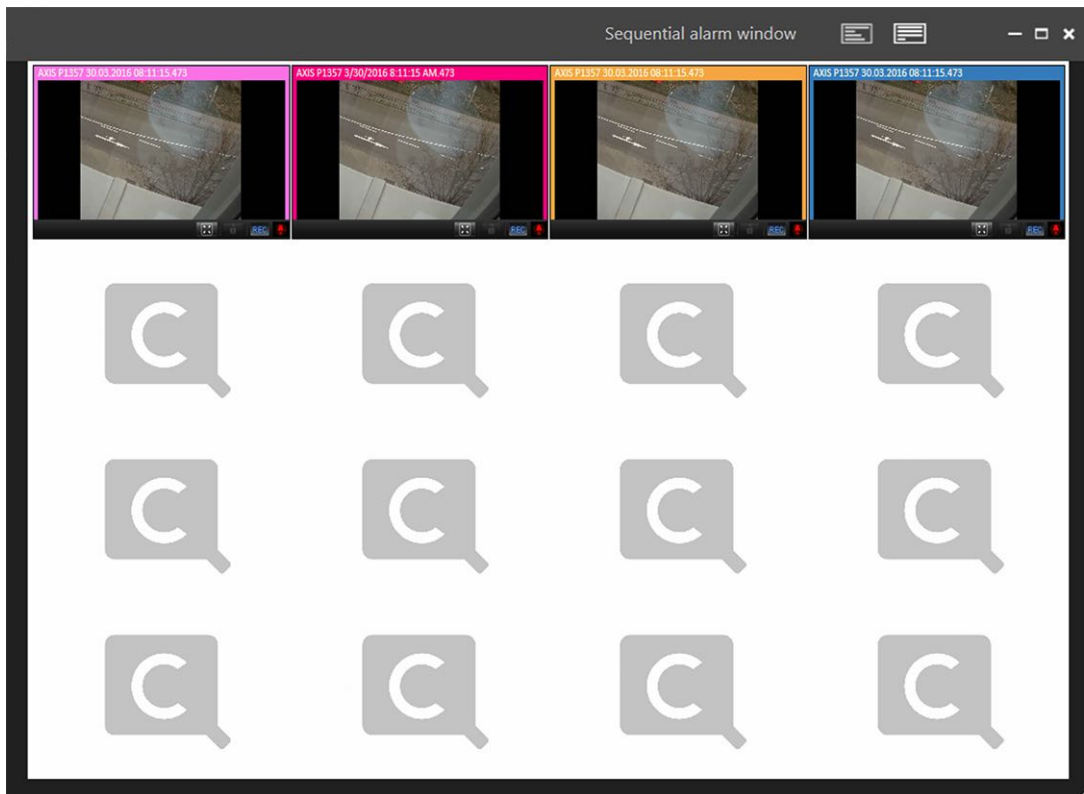 Sequential alarm window
AXIS P1357 30.03.2016 08:11:15.473
AXIS P1357 3/30/2016 8:11:15 AM.473
AXIS P1357 30.03.2016 08:11:15.473
AXIS P1357 30.03.2016 08:11:15.473
REC
REC
REC
REC